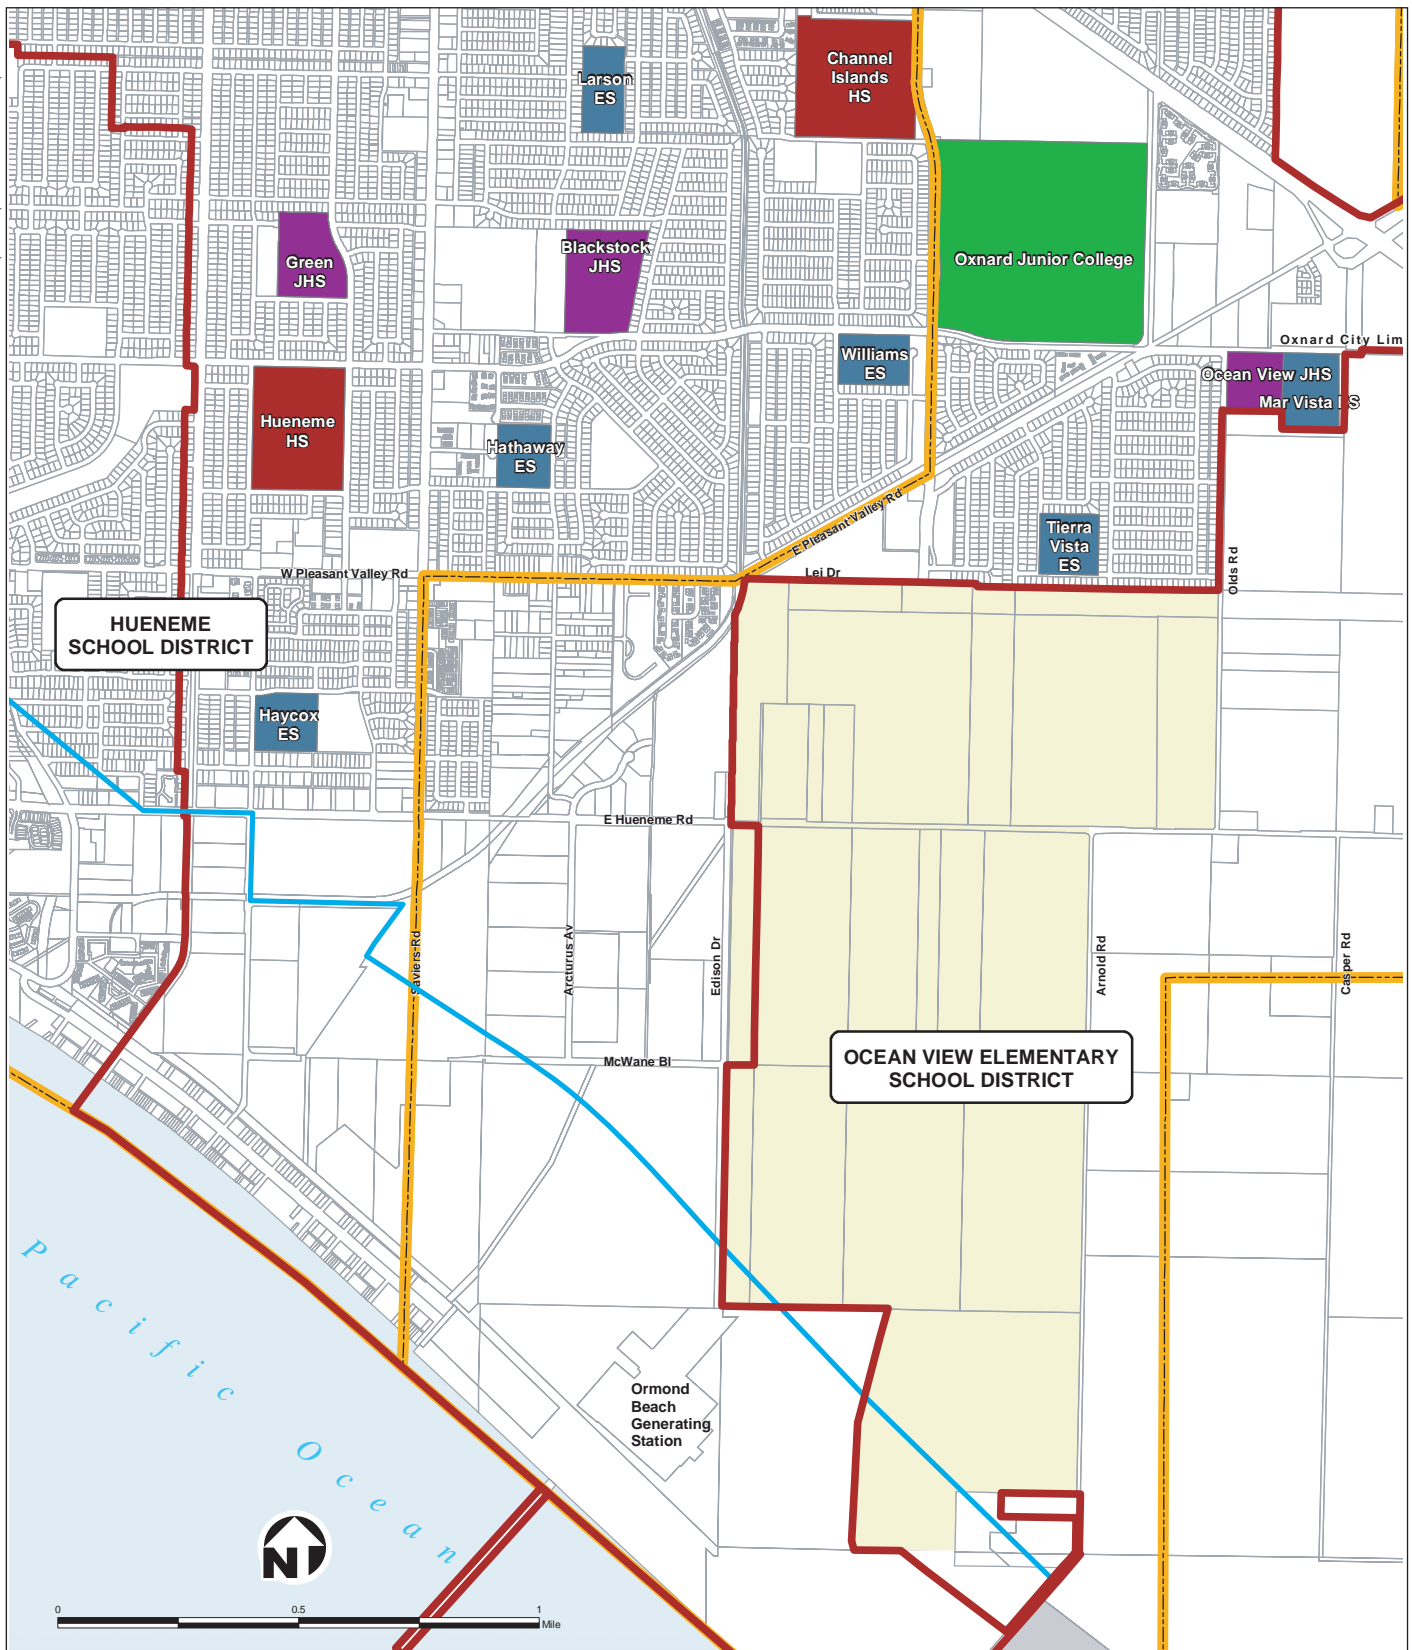 Channel
Islands
HS
Larson
ES
Green
JHS
Blackstock
JHS
Oxnard Junior College
Oxnard City Lim
Williams
ES
Ocean View JHS
Mar Vista ES
Hueneme
HS
Hathaway
ES
E Pleasant Valley Rd
Tierra
Vista
ES
W Pleasant Valley Rd
Lei Dr
Olds Rd
HUENEME
SCHOOL DISTRICT
Haycox
ES
E Hueneme Rd
Saviers Rd
Arcturus Av
Edison Dr
Arnold Rd
Casper Rd
McWane Bl
OCEAN VIEW ELEMENTARY
SCHOOL DISTRICT
Pacific Ocean
Ormond
Beach
Generating
Station
N
0 0.5 1
Mile